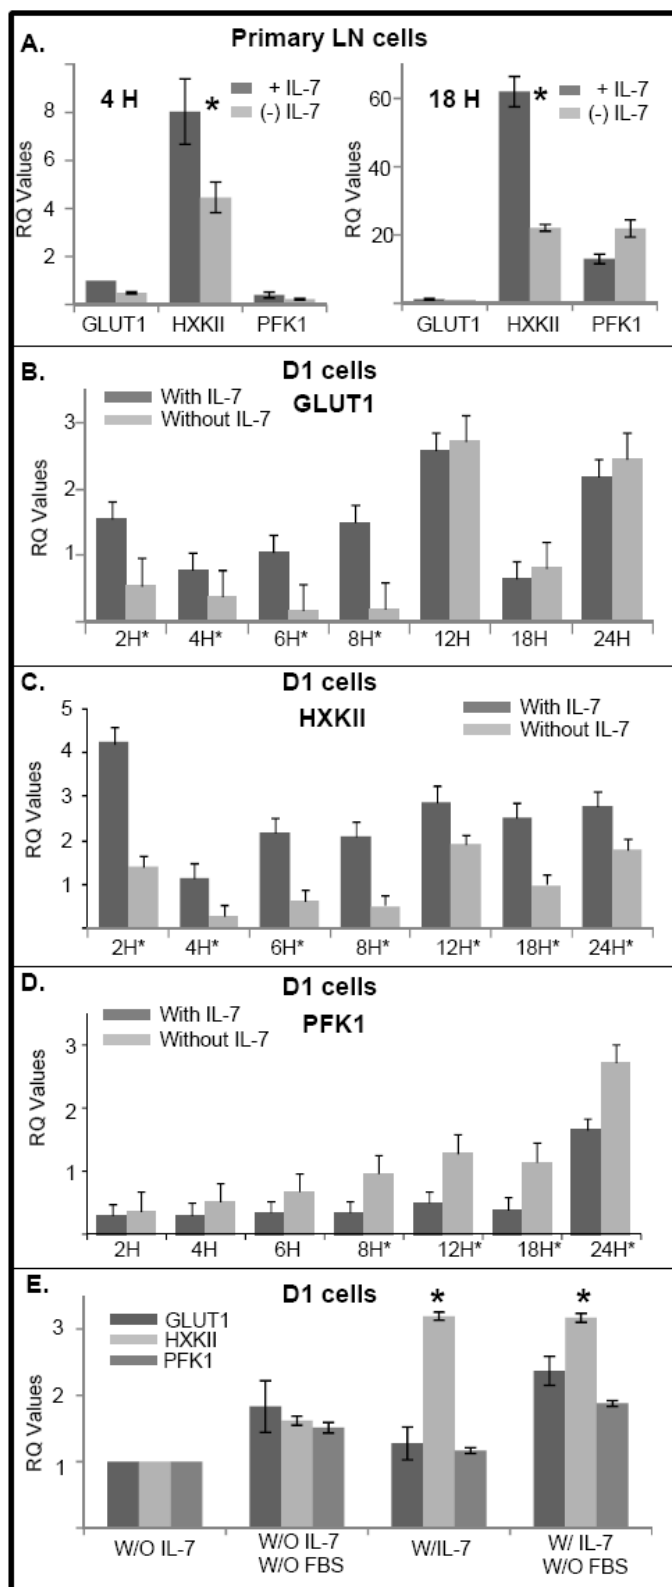 A.
Primary LN cells
4 H
*
+ IL-7
(-) IL-7
RQ Values
8
6
4
2
GLUT1 HXKII PFK1
18 H
*
+ IL-7
(-) IL-7
RQ Values
60
40
20
GLUT1 HXKII PFK1
B.
D1 cells
GLUT1
With IL-7
Without IL-7
RQ Values
3
2
1
2H* 4H* 6H* 8H* 12H 18H 24H
C.
D1 cells
HXKII
With IL-7
Without IL-7
RQ Values
5
4
3
2
1
2H* 4H* 6H* 8H* 12H* 18H* 24H*
D.
D1 cells
PFK1
With IL-7
Without IL-7
RQ Values
3
2
1
2H 4H 6H 8H* 12H* 18H* 24H*
E.
D1 cells
GLUT1
HXKII
PFK1
* *
RQ Values
3
2
1
W/O IL-7
W/O IL-7
W/O FBS
W/IL-7
W/ IL-7
W/O FBS